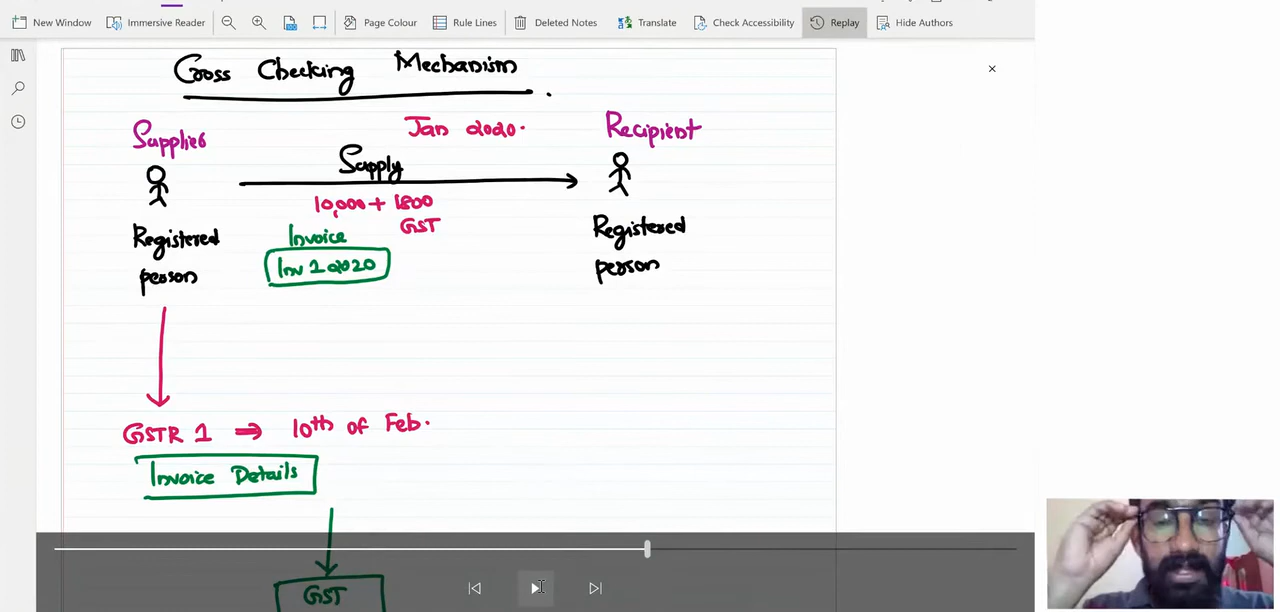 New Window Immersive Reader Page Colour Rule Lines Deleted Notes Translate Check Accessibility Replay Hide Authors
Cross Checking Mechanism.
Supplier Jan 2020. Recipient
Supply
10,000 + 1800
GST
Registered person
Invoice
Inv 1 2020
Registered person
GSTR 1 ⇒ 10th of Feb.
Invoice Details
GST